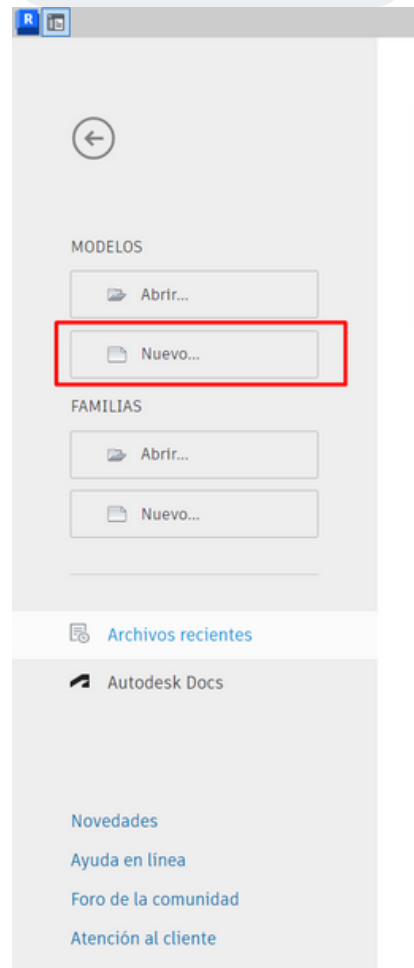 R
MODELOS
Abrir...
Nuevo...
FAMILIAS
Abrir...
Nuevo...
Archivos recientes
Autodesk Docs
Novedades
Ayuda en línea
Foro de la comunidad
Atención al cliente